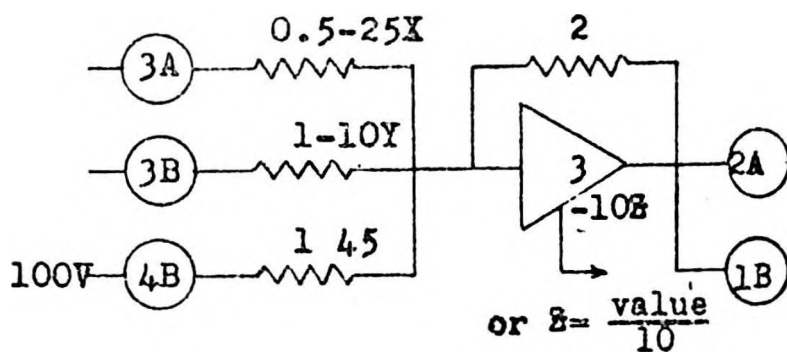 0.5-25X
3A
2
1-10Y
3B
3
2A
-10Z
1 45
100V
4B
1B
or Z= value
10